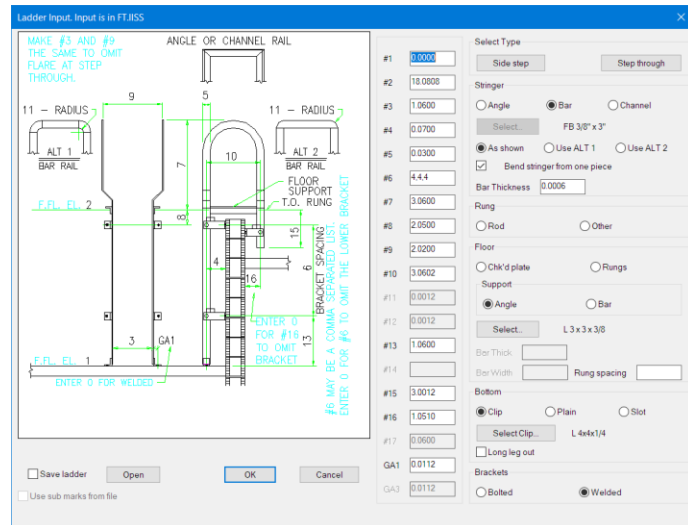 Ladder Input. Input is in FT.IISS
MAKE #3 AND #9
THE SAME TO OMIT
FLARE AT STEP
THROUGH.
ANGLE OR CHANNEL RAIL
9
5
11 - RADIUS
11 - RADIUS
ALT 1
BAR RAIL
7
10
ALT 2
BAR RAIL
FLOOR
SUPPORT
T.O. RUNG
F.FL. EL. 2
8
15
4
16
6
BRACKET SPACING
13
3
GA1
ENTER 0
FOR #16
TO OMIT
BRACKET
F.FL. EL. 1
ENTER 0 FOR WELDED
#6 MAY BE A COMMA SEPARATED LIST.
ENTER 0 FOR #6 TO OMIT THE LOWER BRACKET
Save ladder
Open
OK
Cancel
Use sub marks from file
#1 0.0000
#2 18.0808
#3 1.0600
#4 0.0700
#5 0.0300
#6 4,4,4
#7 3.0600
#8 2.0500
#9 2.0200
#10 3.0602
#11 0.0012
#12 0.0012
#13 1.0600
#14
#15 3.0012
#16 1.0510
#17 0.0600
GA1 0.0112
GA3 0.0112
Select Type
Side step
Step through
Stringer
Angle
Bar
Channel
Select...
FB 3/8" x 3"
As shown
Use ALT 1
Use ALT 2
Bend stringer from one piece
Bar Thickness 0.0006
Rung
Rod
Other
Floor
Chk'd plate
Rungs
Support
Angle
Bar
Select...
L 3 x 3 x 3/8
Bar Thick
Bar Width
Rung spacing
Bottom
Clip
Plain
Slot
Select Clip...
L 4x4x1/4
Long leg out
Brackets
Bolted
Welded